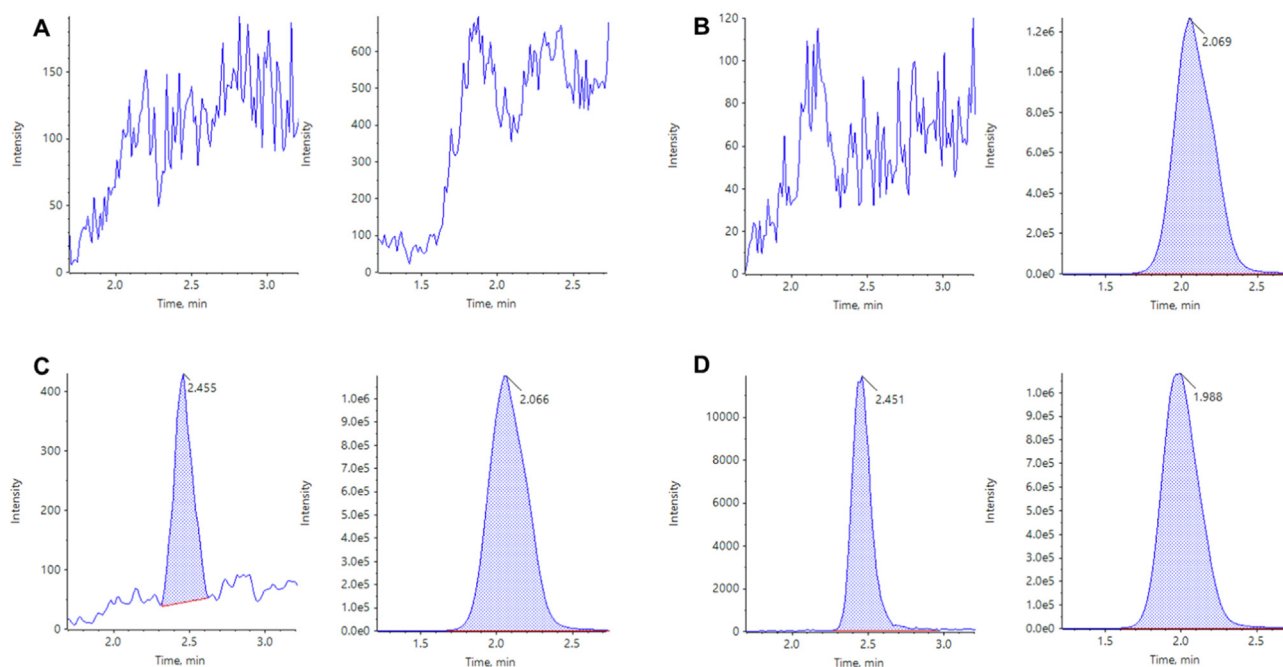 A
Intensity
150
100
50
0
2.0
2.5
3.0
Time, min
Intensity
600
500
400
300
200
100
0
1.5
2.0
2.5
Time, min
B
Intensity
120
100
80
60
40
20
0
2.0
2.5
3.0
Time, min
Intensity
2.069
1.2e6
1.0e6
8.0e5
6.0e5
4.0e5
2.0e5
0.0e0
1.5
2.0
2.5
Time, min
C
Intensity
2.455
400
300
200
100
0
2.0
2.5
3.0
Time, min
Intensity
2.066
1.0e6
9.0e5
8.0e5
7.0e5
6.0e5
5.0e5
4.0e5
3.0e5
2.0e5
1.0e5
0.0e0
1.5
2.0
2.5
Time, min
D
Intensity
2.451
10000
8000
6000
4000
2000
0
2.0
2.5
3.0
Time, min
Intensity
1.988
1.0e6
9.0e5
8.0e5
7.0e5
6.0e5
5.0e5
4.0e5
3.0e5
2.0e5
1.0e5
0.0e0
1.5
2.0
2.5
Time, min